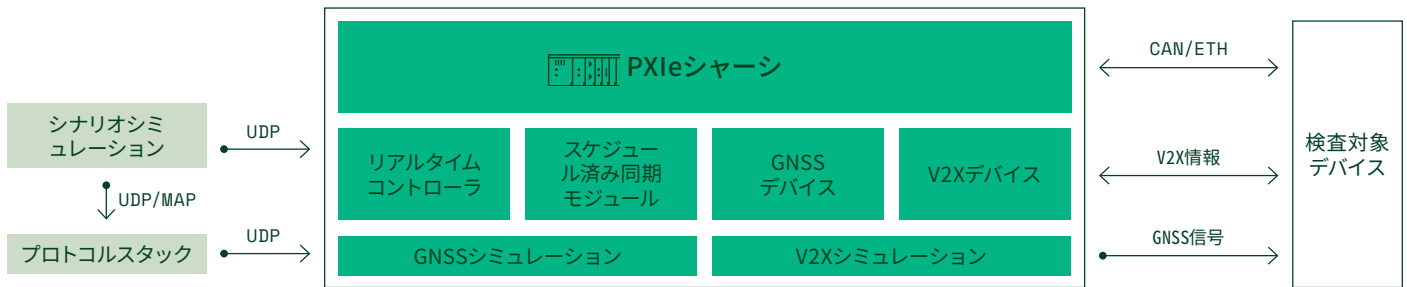 PXIeシャーシ
CAN/ETH
シナリオシミ
ュレーション
UDP
リアルタイム
コントローラ
スケジュー
ル済み同期
モジュール
GNSS
デバイス
V2Xデバイス
V2X情報
検査対象
デバイス
UDP/MAP
プロトコルスタック
UDP
GNSSシミュレーション
V2Xシミュレーション
GNSS信号